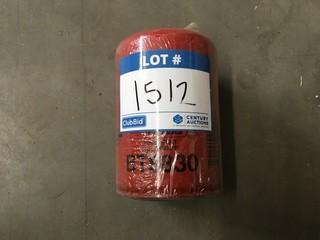 LOT #
1512
ClubBid
CENTURY
AUCTIONS